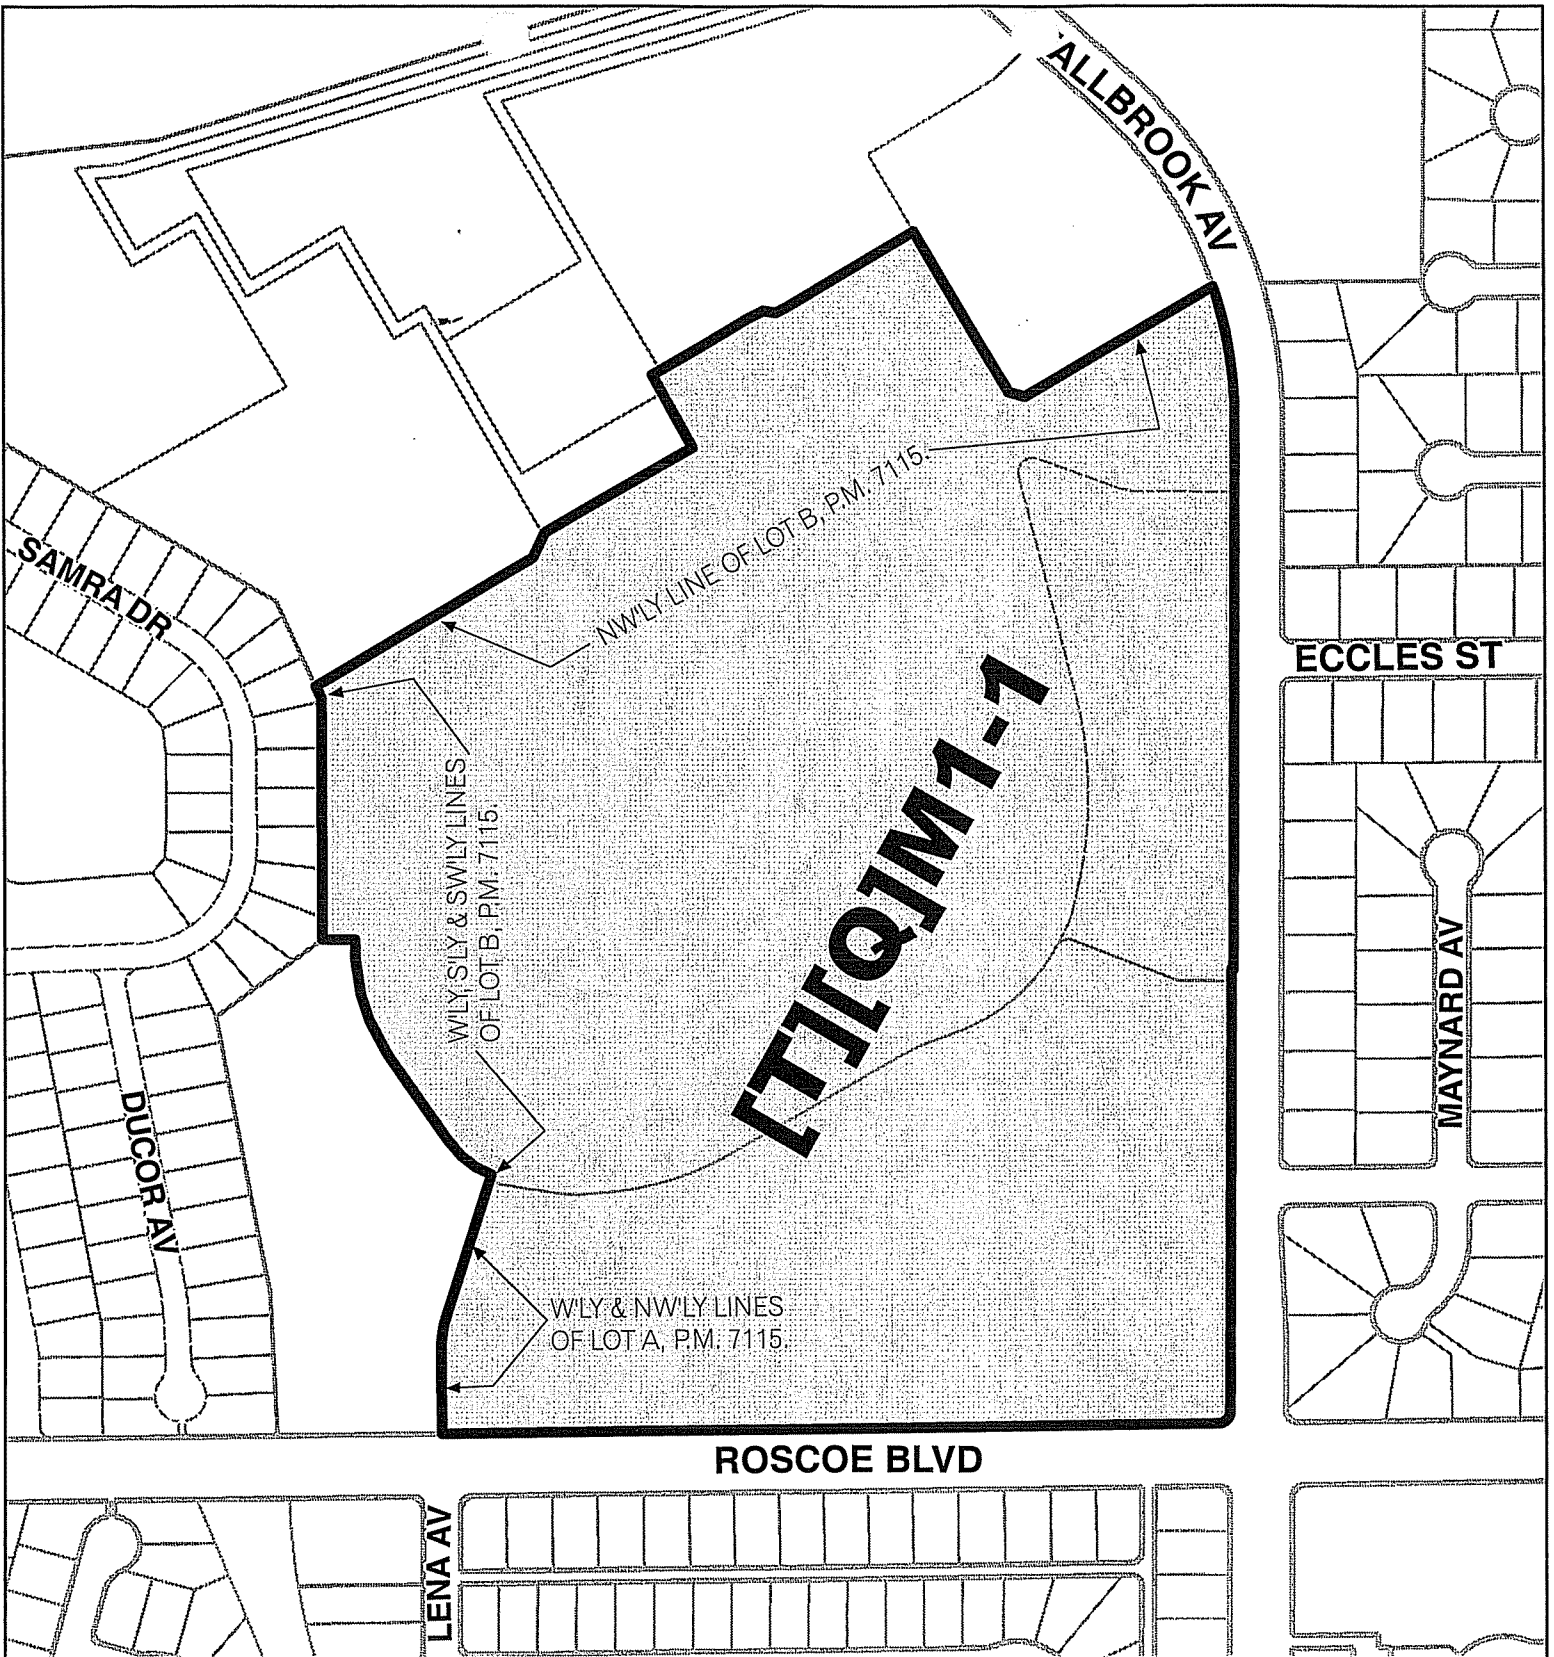 ALLBROOK AV
NW'LY LINE OF LOT B, P.M. 7115.
SAMRA DR
ECCLES ST
[T][Q]M1-1
W'LY, S'LY & SW'LY LINES
OF LOT B, P.M. 7115.
MAYNARD AV
DUCOR AV
W'LY & NW'LY LINES
OF LOT A, P.M. 7115.
ROSCOE BLVD
LENA AV